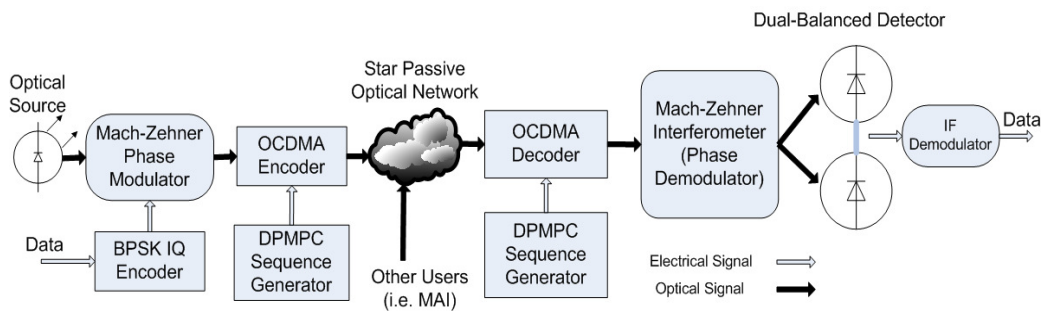 Dual-Balanced Detector
Optical
Source
Mach-Zehner
Phase
Modulator
OCDMA
Encoder
Star Passive
Optical Network
OCDMA
Decoder
Mach-Zehner
Interferometer
(Phase
Demodulator)
IF
Demodulator
Data
Data
BPSK IQ
Encoder
DPMPC
Sequence
Generator
Other Users
(i.e. MAI)
DPMPC
Sequence
Generator
Electrical Signal
Optical Signal